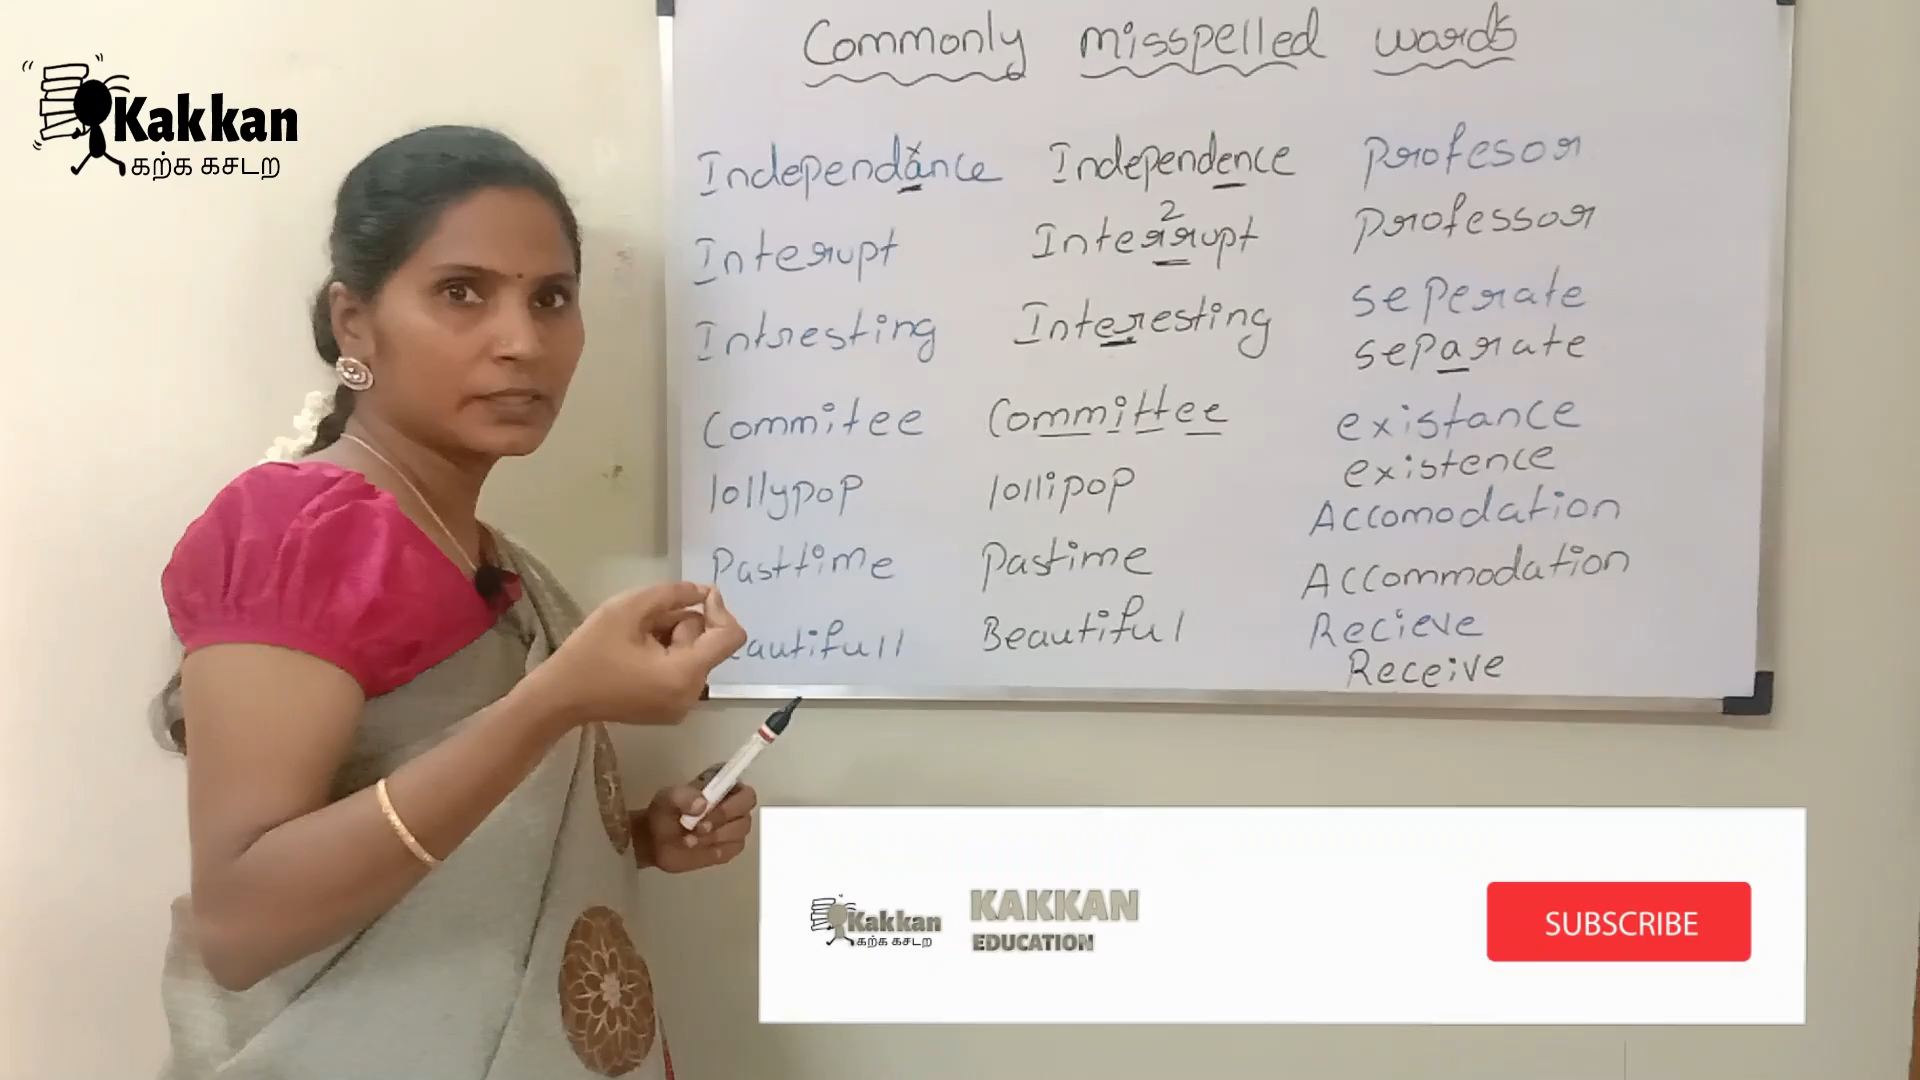 Kakkan
கற்க கசடற
Commonly misspelled words
Independance Independence Profesor
Interupt Interrupt 2 Professor
Intresting Interesting seperate
separate
Commitee Committee existance
existence
lollypop lollipop Accomodation
Pasttime Pastime Accommodation
eautifull Beautiful Recieve
Receive
Kakkan
கற்க கசடற
KAKKAN
EDUCATION
SUBSCRIBE